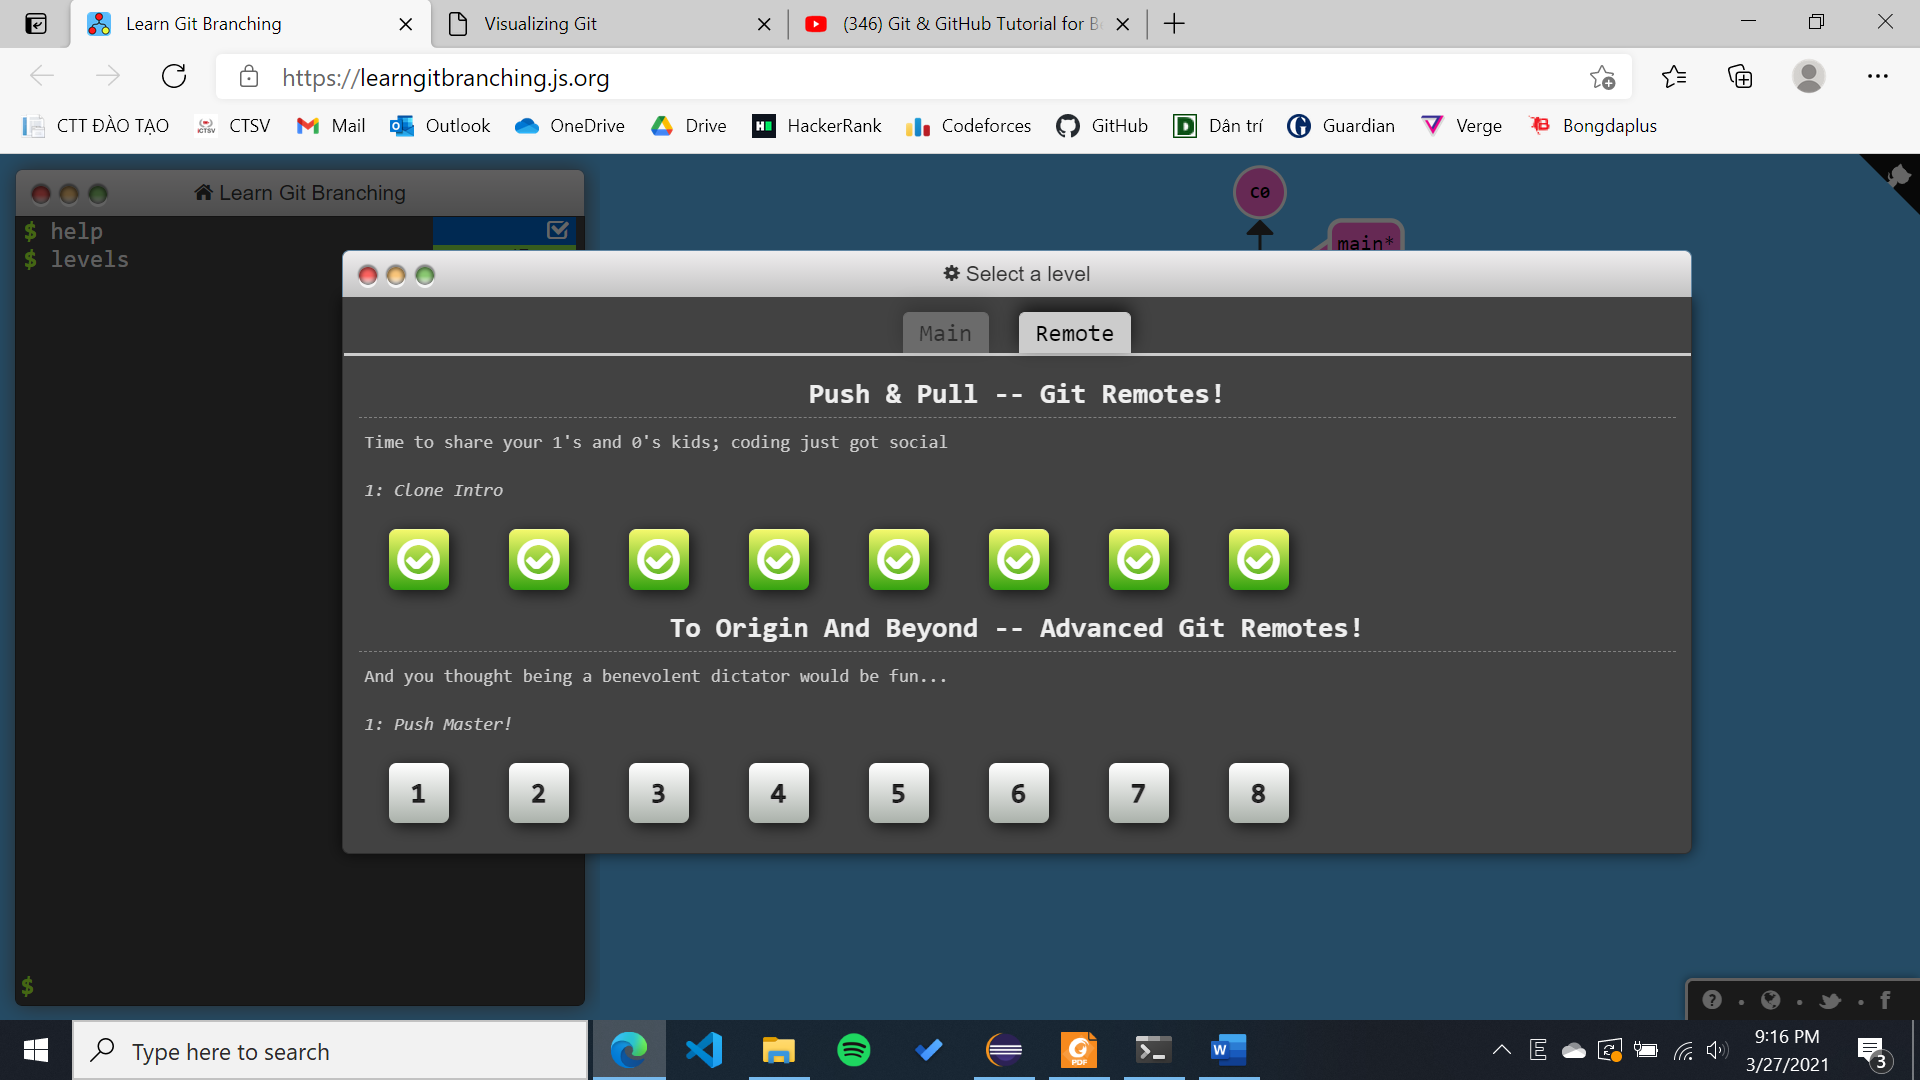 Learn Git Branching
Visualizing Git
(346) Git & GitHub Tutorial for B
https://learngitbranching.js.org
CTT ĐÀO TẠO
CTSV
Mail
Outlook
OneDrive
Drive
HackerRank
Codeforces
GitHub
Dân trí
Guardian
Verge
Bongdaplus
Learn Git Branching
$ help
$ levels
c0
main*
Select a level
Main
Remote
Push & Pull -- Git Remotes!
Time to share your 1's and 0's kids; coding just got social
1: Clone Intro
To Origin And Beyond -- Advanced Git Remotes!
And you thought being a benevolent dictator would be fun...
1: Push Master!
1 2 3 4 5 6 7 8
$
Type here to search
9:16 PM
3/27/2021
3